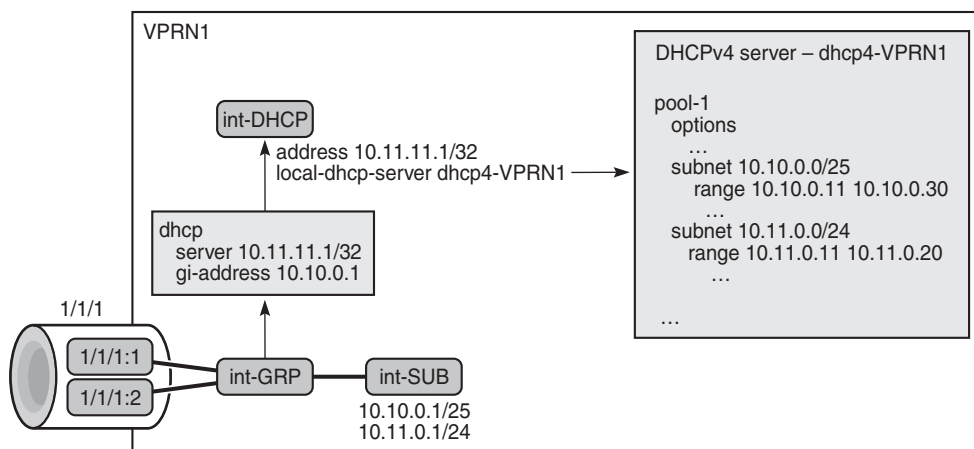 VPRN1
DHCPv4 server – dhcp4-VPRN1
pool-1
options
...
subnet 10.10.0.0/25
range 10.10.0.11 10.10.0.30
...
subnet 10.11.0.0/24
range 10.11.0.11 10.11.0.20
...
...
int-DHCP
address 10.11.11.1/32
local-dhcp-server dhcp4-VPRN1
dhcp
server 10.11.11.1/32
gi-address 10.10.0.1
1/1/1
1/1/1:1
1/1/1:2
int-GRP
int-SUB
10.10.0.1/25
10.11.0.1/24